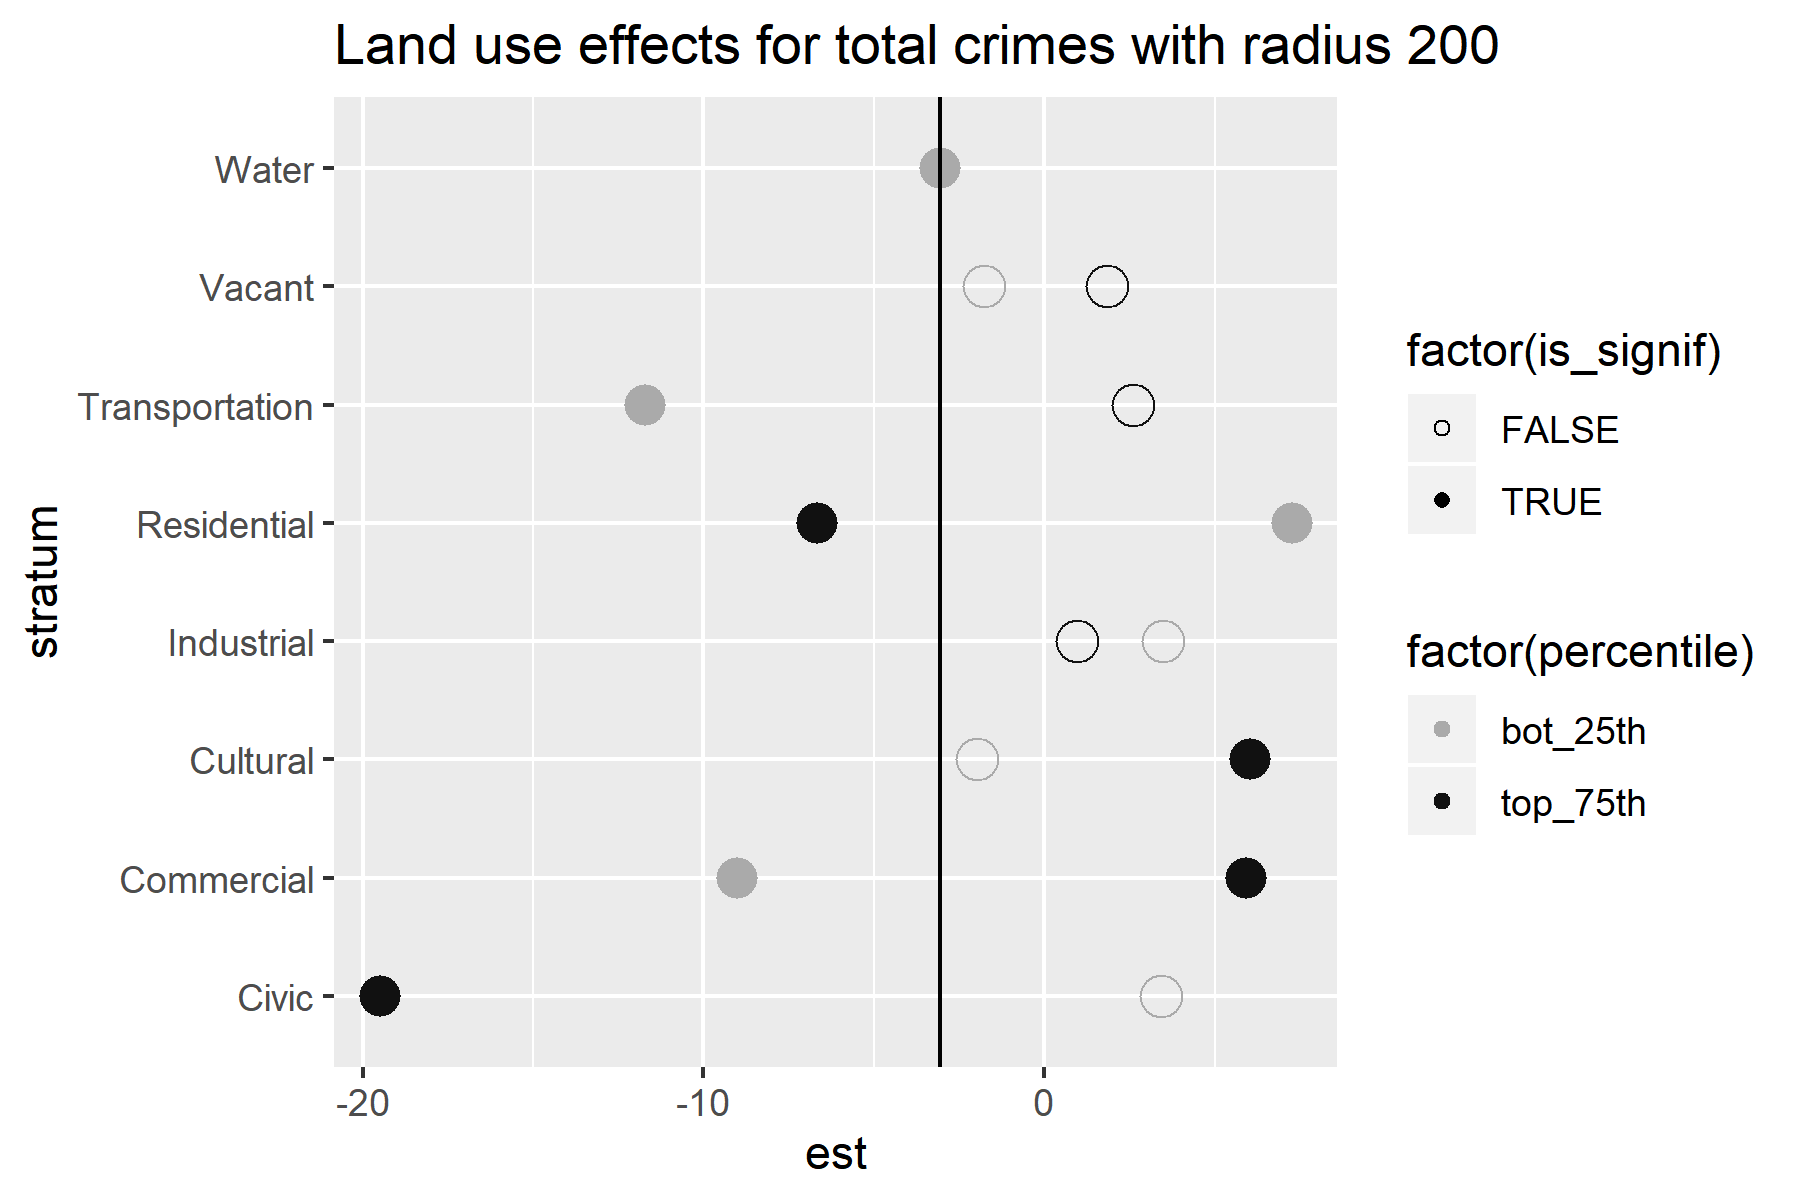 Land use effects for total crimes with radius 200
Water
Vacant
Transportation
Residential
Industrial
Cultural
Commercial
Civic
stratum
-20
-10
0
est
factor(is_signif)
FALSE
TRUE
factor(percentile)
bot_25th
top_75th